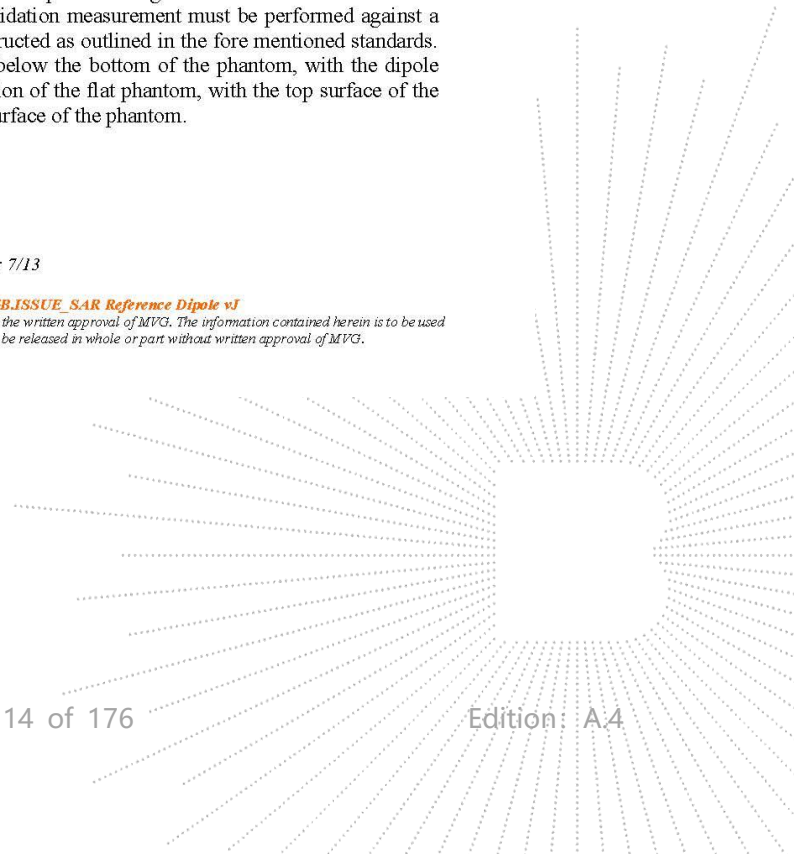 idation measurement must be performed against a
ructed as outlined in the fore mentioned standards.
below the bottom of the phantom, with the dipole
ion of the flat phantom, with the top surface of the
urface of the phantom.
: 7/13
B.ISSUE_SAR Reference Dipole vJ
the written approval of MVG. The information contained herein is to be used
be released in whole or part without written approval of MVG.
14 of 176 Edition: A.4